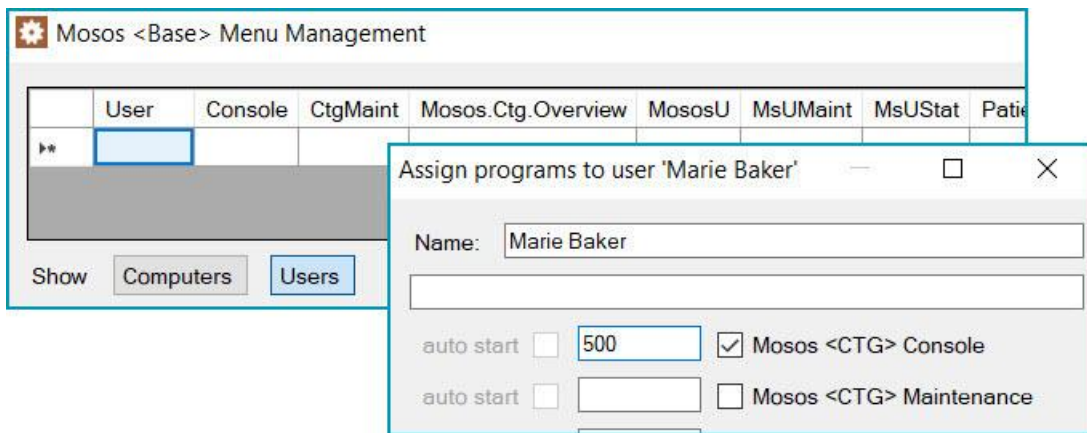 Mosos <Base> Menu Management
User Console CtgMaint Mosos.Ctg.Overview MososU MsUMaint MsUStat Patie
Show Computers Users
Assign programs to user 'Marie Baker'
Name: Marie Baker
auto start 500 Mosos <CTG> Console
auto start Mosos <CTG> Maintenance